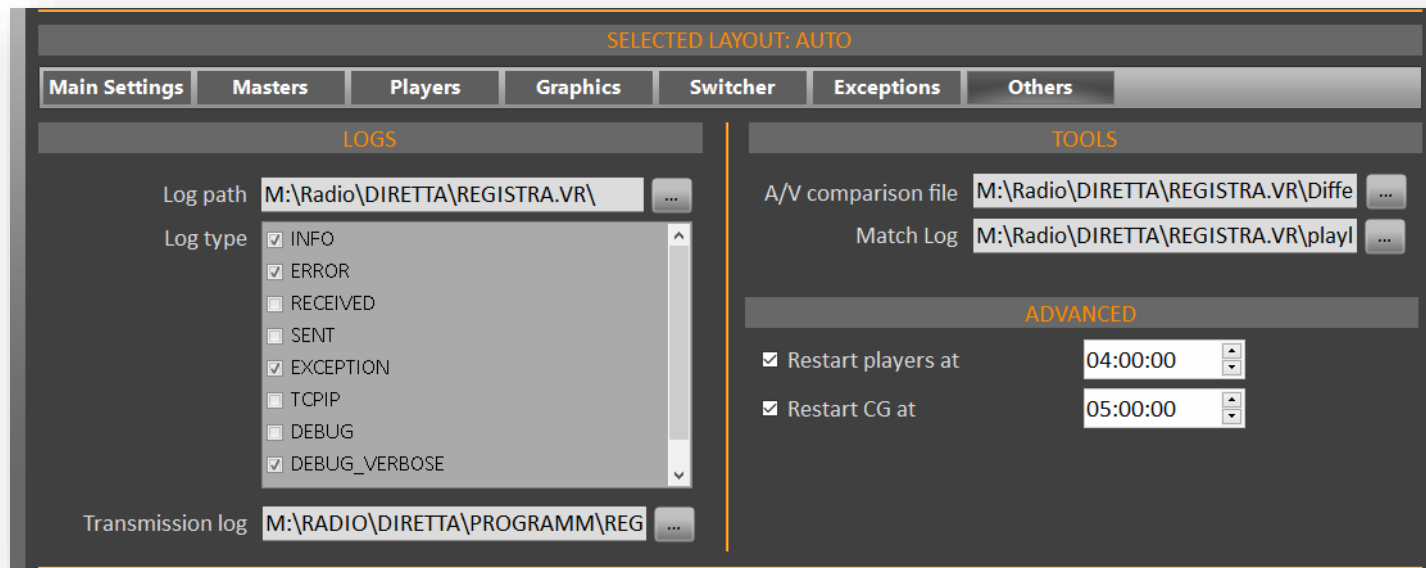 SELECTED LAYOUT: AUTO
Main Settings Masters Players Graphics Switcher Exceptions Others
LOGS
Log path M:\Radio\DIRETTA\REGISTRA.VR\ ...
Log type
INFO
ERROR
RECEIVED
SENT
EXCEPTION
TCPIP
DEBUG
DEBUG_VERBOSE
Transmission log M:\RADIO\DIRETTA\PROGRAMM\REG ...
TOOLS
A/V comparison file M:\Radio\DIRETTA\REGISTRA.VR\Diffe ...
Match Log M:\Radio\DIRETTA\REGISTRA.VR\playl ...
ADVANCED
Restart players at 04:00:00
Restart CG at 05:00:00